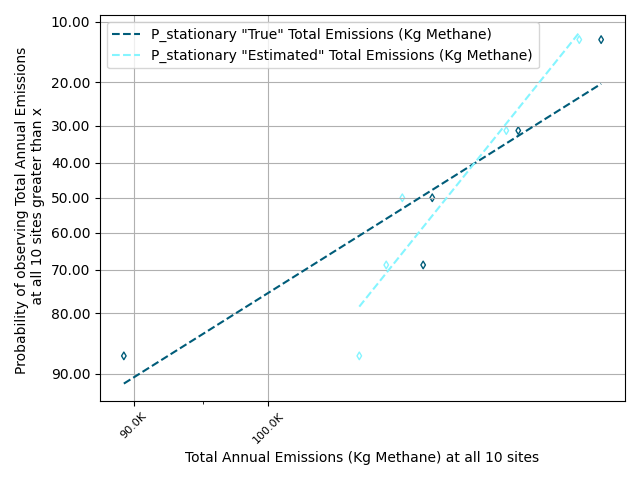 P_stationary "True" Total Emissions (Kg Methane)
P_stationary "Estimated" Total Emissions (Kg Methane)
Probability of observing Total Annual Emissions
at all 10 sites greater than x
10.00
20.00
30.00
40.00
50.00
60.00
70.00
80.00
90.00
90.0K
100.0K
Total Annual Emissions (Kg Methane) at all 10 sites